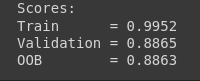 Scores:
Train      = 0.9952
Validation = 0.8865
OOB        = 0.8863